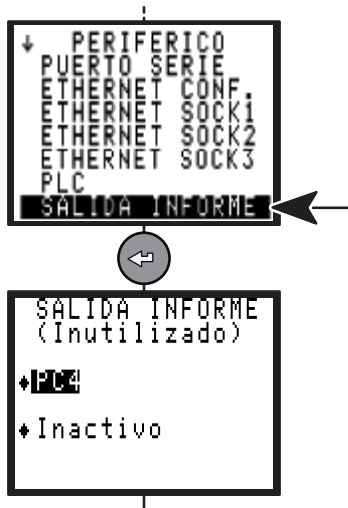 ↓ PERIFERICO
PUERTO SERIE
ETHERNET CONF.
ETHERNET SOCK1
ETHERNET SOCK2
ETHERNET SOCK3
PLC
SALIDA INFORME
SALIDA INFORME
(Inutilizado)
♦PC4
♦Inactivo